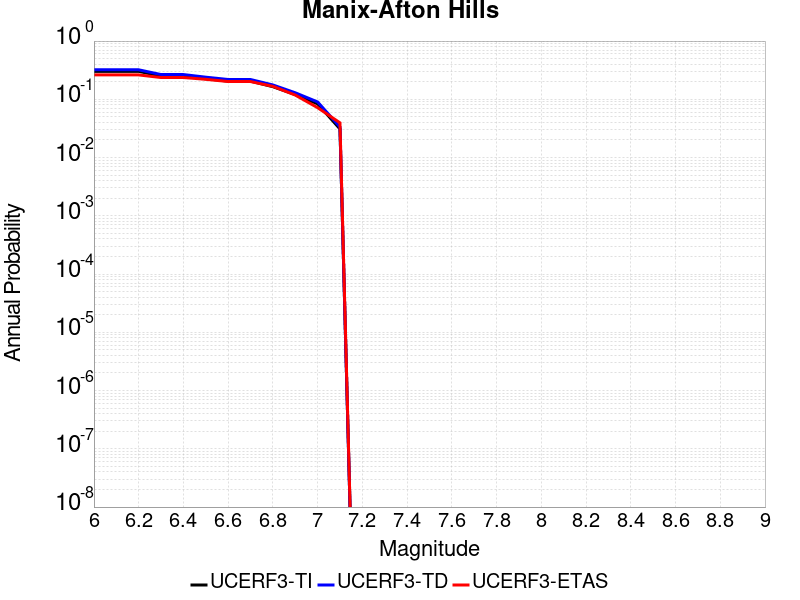 Manix-Afton Hills
10^0
10^-1
10^-2
10^-3
10^-4
10^-5
10^-6
10^-7
10^-8
Annual Probability
6 6.2 6.4 6.6 6.8 7 7.2 7.4 7.6 7.8 8 8.2 8.4 8.6 8.8 9
Magnitude
UCERF3-TI UCERF3-TD UCERF3-ETAS